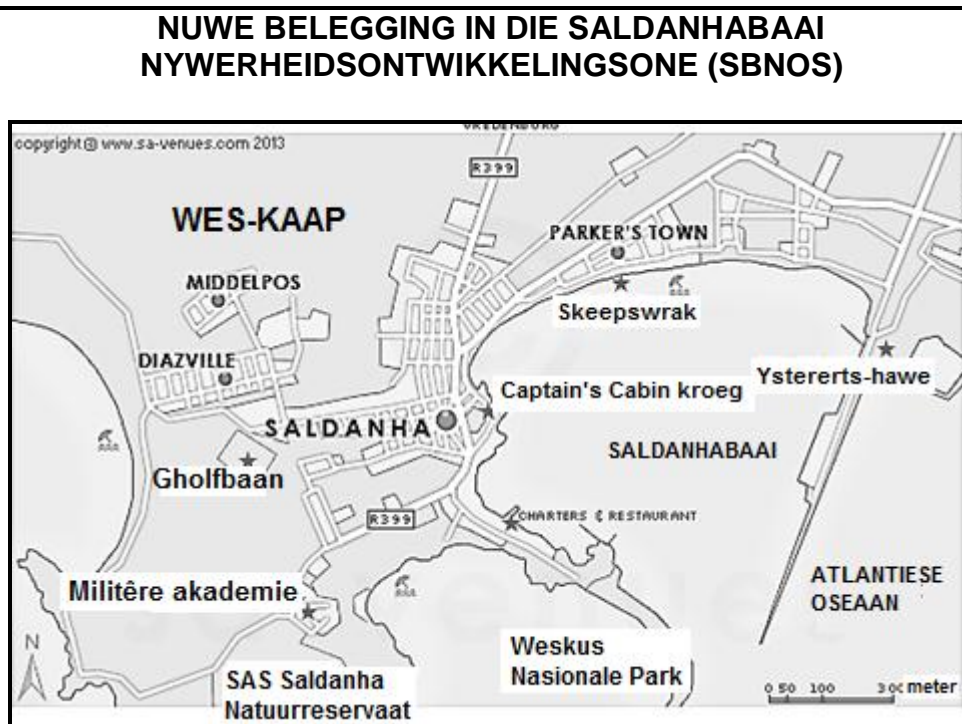 NUWE BELEGGING IN DIE SALDANHABAAI
NYWERHEIDSONTWIKKELINGSONE (SBNOS)
VREDENBURG
copyright@ www.sa-venues.com 2013
R399
WES-KAAP
PARKER'S TOWN
MIDDELPOS
Skeepswrak
DIAZVILLE
Ystererts-hawe
Captain's Cabin kroeg
SALDANHA
SALDANHABAAI
Gholfbaan
R399
CHARTERS & RESTAURANT
ATLANTIESE
OSEAAN
Militêre akademie
N
Weskus
Nasionale Park
SAS Saldanha
Natuurreservaat
0 50 100 300 meter